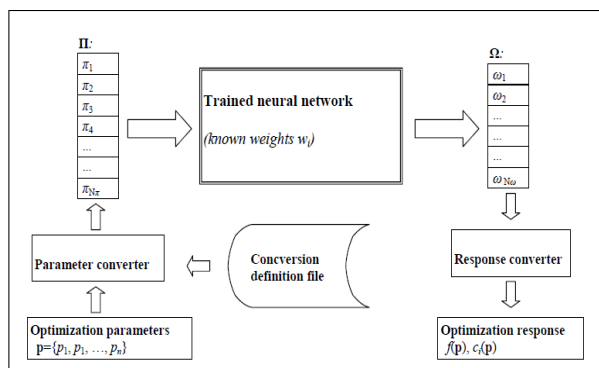 Π:
π1
π2
π3
π4
...
...
πNπ
Trained neural network
(known weights wi)
Ω:
ω1
ω2
...
...
...
ωNω
Parameter converter
Concversion
definition file
Response converter
Optimization parameters
p={p1, p1, …, pn}
Optimization response
f(p), ci(p)